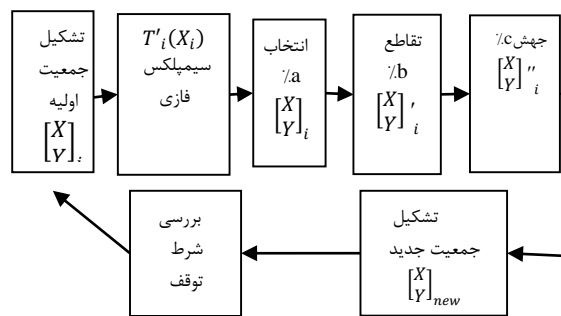 تشکیل
جمعیت
اولیه
[X Y]ᵢ
T′ᵢ(Xᵢ)
سیمپلکس
فازی
انتخاب
٪a
[X Y]ᵢ
تقاطع
٪b
[X Y]′ᵢ
جهش٪c
[X Y]″ᵢ
تشکیل
جمعیت جدید
[X Y]new
بررسی
شرط
توقف